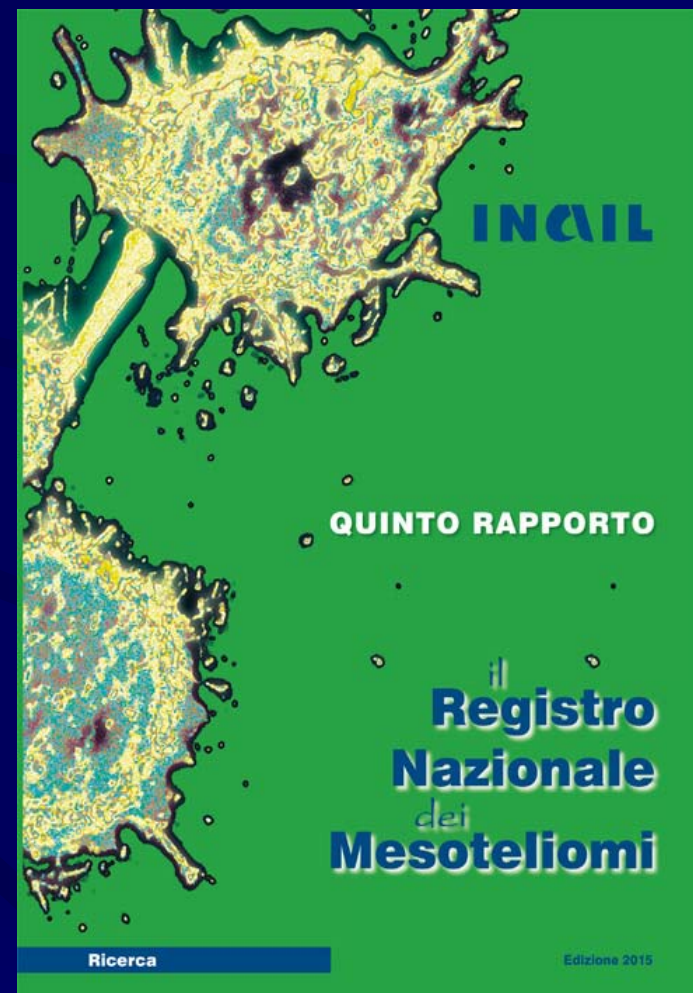 INAIL
QUINTO RAPPORTO
il
Registro
Nazionale
dei
Mesoteliomi
Ricerca
Edizione 2015